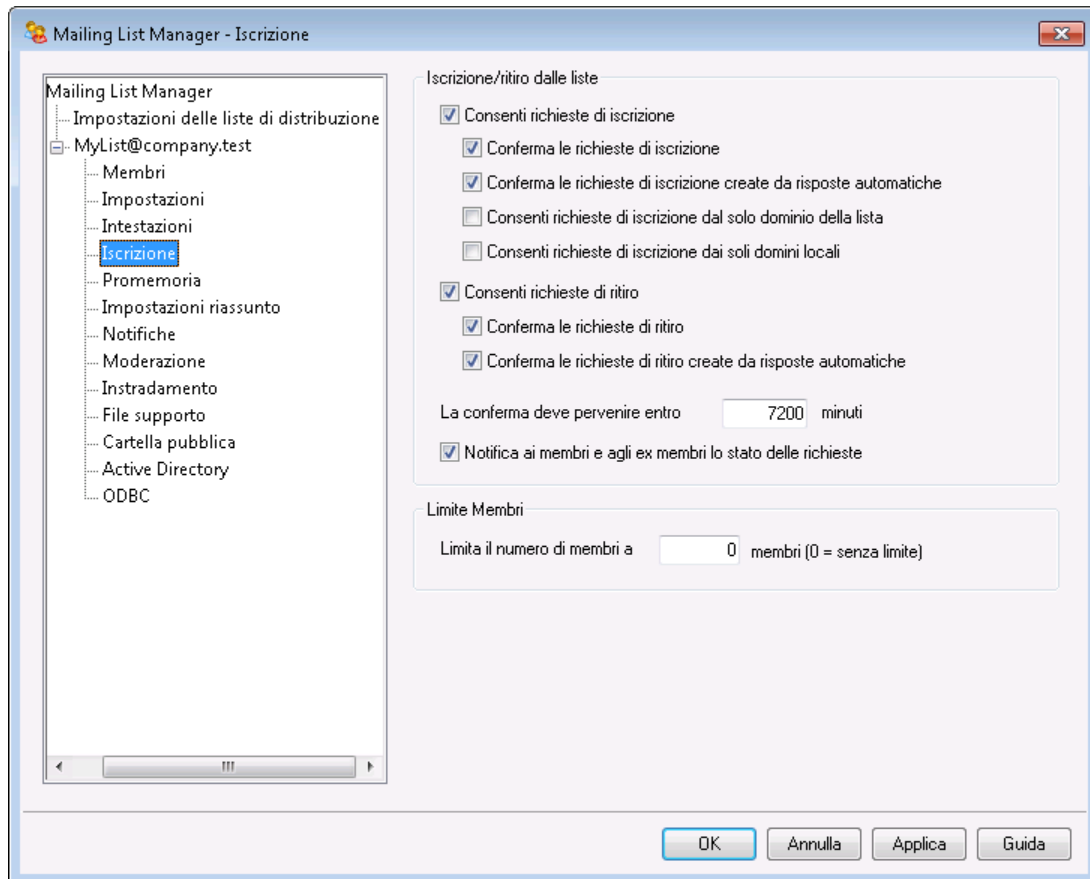 Mailing List Manager - Iscrizione
Mailing List Manager
Impostazioni delle liste di distribuzione
MyList@company.test
Membri
Impostazioni
Intestazioni
Iscrizione
Promemoria
Impostazioni riassunto
Notifiche
Moderazione
Instradamento
File supporto
Cartella pubblica
Active Directory
ODBC
Iscrizione/ritiro dalle liste
Consenti richieste di iscrizione
Conferma le richieste di iscrizione
Conferma le richieste di iscrizione create da risposte automatiche
Consenti richieste di iscrizione dal solo dominio della lista
Consenti richieste di iscrizione dai soli domini locali
Consenti richieste di ritiro
Conferma le richieste di ritiro
Conferma le richieste di ritiro create da risposte automatiche
La conferma deve pervenire entro 7200 minuti
Notifica ai membri e agli ex membri lo stato delle richieste
Limite Membri
Limita il numero di membri a 0 membri (0 = senza limite)
OK Annulla Applica Guida